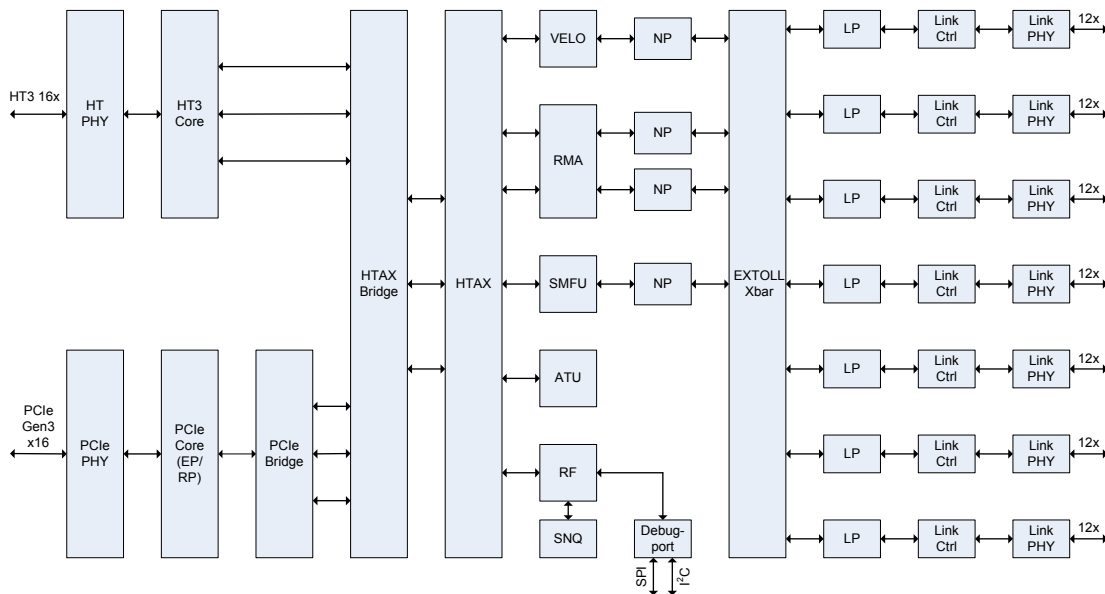 HT3 16x
HT
PHY
HT3
Core
PCIe
Gen3
x16
PCIe
PHY
PCIe
Core
(EP/
RP)
PCIe
Bridge
HTAX
Bridge
HTAX
VELO
NP
RMA
NP
NP
SMFU
NP
ATU
RF
SNQ
Debug-
port
SPI
I²C
EXTOLL
Xbar
LP
Link
Ctrl
Link
PHY
12x
LP
Link
Ctrl
Link
PHY
12x
LP
Link
Ctrl
Link
PHY
12x
LP
Link
Ctrl
Link
PHY
12x
LP
Link
Ctrl
Link
PHY
12x
LP
Link
Ctrl
Link
PHY
12x
LP
Link
Ctrl
Link
PHY
12x